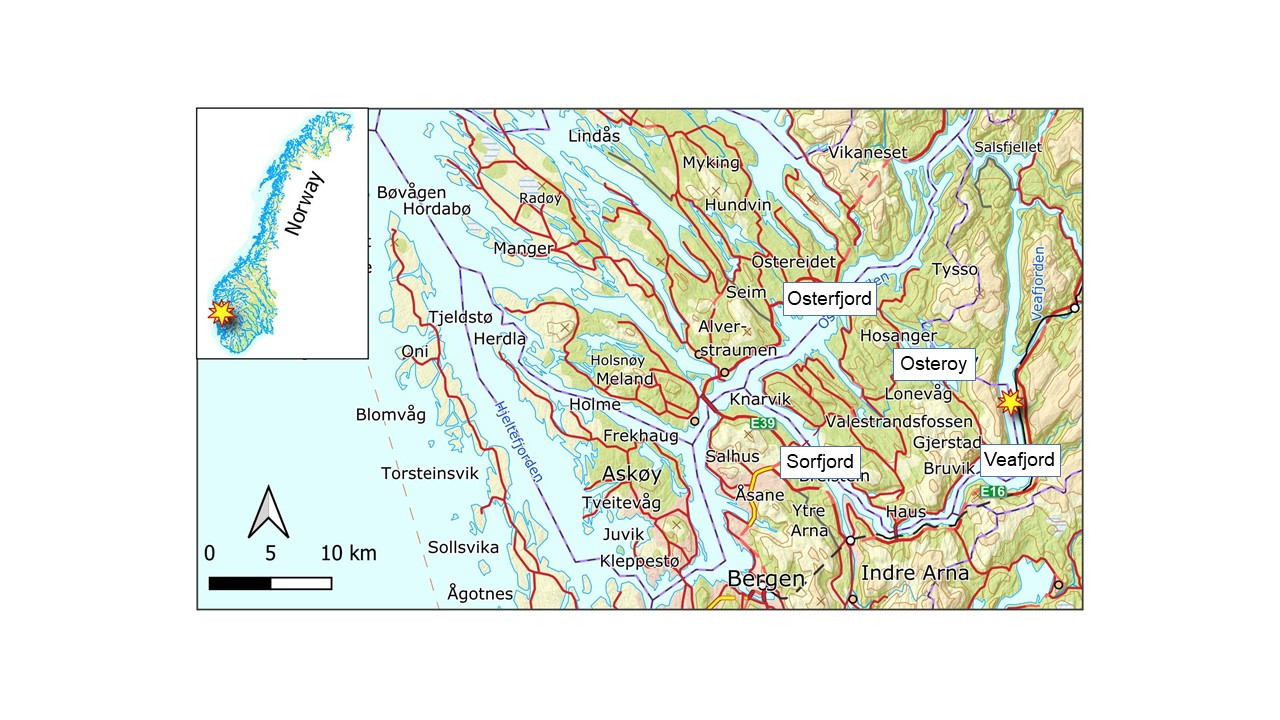 Norway
Lindås
Myking
Vikaneset
Salsfjellet
Bøvågen
Hordabø
Radøy
Hundvin
Manger
Ostereidet
Tysso
Veafjorden
Seim
Osterfjord
Tjeldstø
Herdla
Alver-
straumen
Hosanger
Oni
Holsnøy
Meland
Osteroy
Holme
Knarvik
Lonevåg
Blomvåg
Hjeltefjorden
Frekhaug
E39
Valestrandsfossen
Gjerstad
Salhus
Sorfjord
Bruvik
Veafjord
Torsteinsvik
Askøy
Breistein
E16
Tveitevåg
Åsane
Ytre
Arna
Haus
Juvik
Sollsvika
Kleppestø
Bergen
Indre Arna
Ågotnes
0 5 10 km